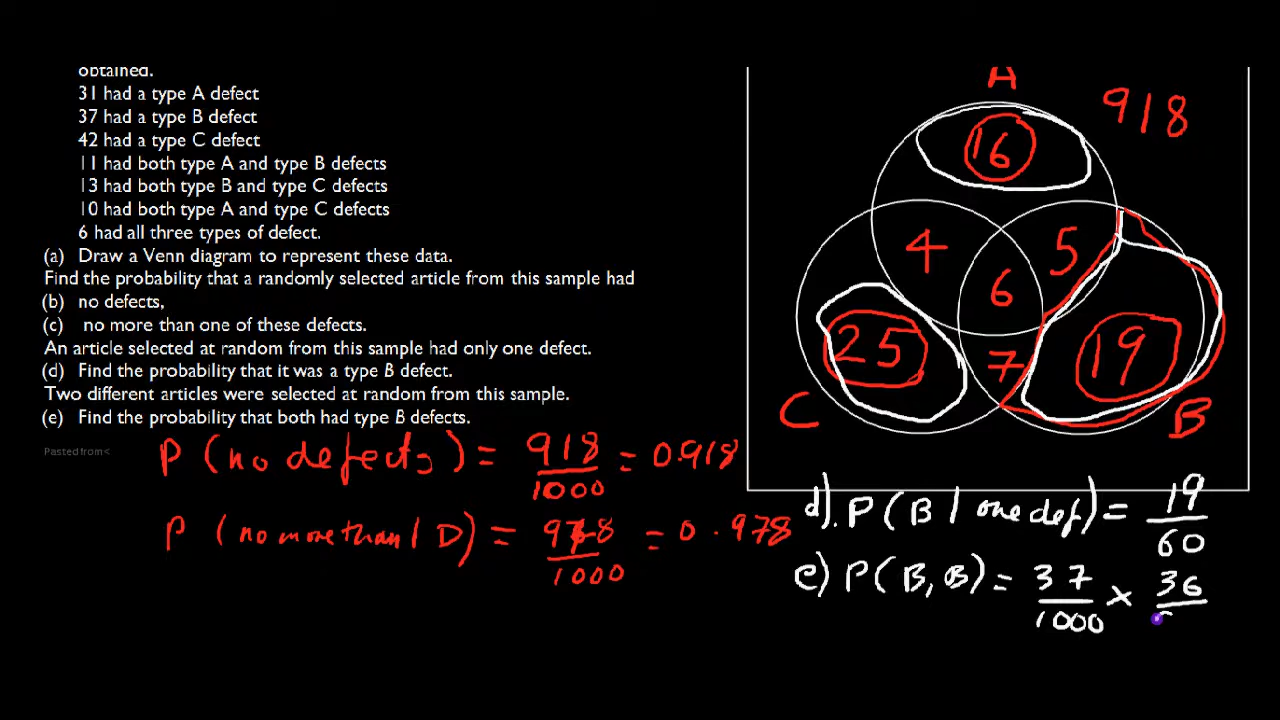 obtained.
31 had a type A defect
37 had a type B defect
42 had a type C defect
11 had both type A and type B defects
13 had both type B and type C defects
10 had both type A and type C defects
6 had all three types of defect.
(a) Draw a Venn diagram to represent these data.
Find the probability that a randomly selected article from this sample had
(b) no defects,
(c) no more than one of these defects.
An article selected at random from this sample had only one defect.
(d) Find the probability that it was a type B defect.
Two different articles were selected at random from this sample.
(e) Find the probability that both had type B defects.
Pasted from <
P (no defects) = 918/1000 = 0.918
P (no more than 1 D) = 978/1000 = 0.978
A
918
16
4
5
6
25
7
19
C
B
d). P(B | one def) = 19/60
e) P(B, B) = 37/1000 × 36